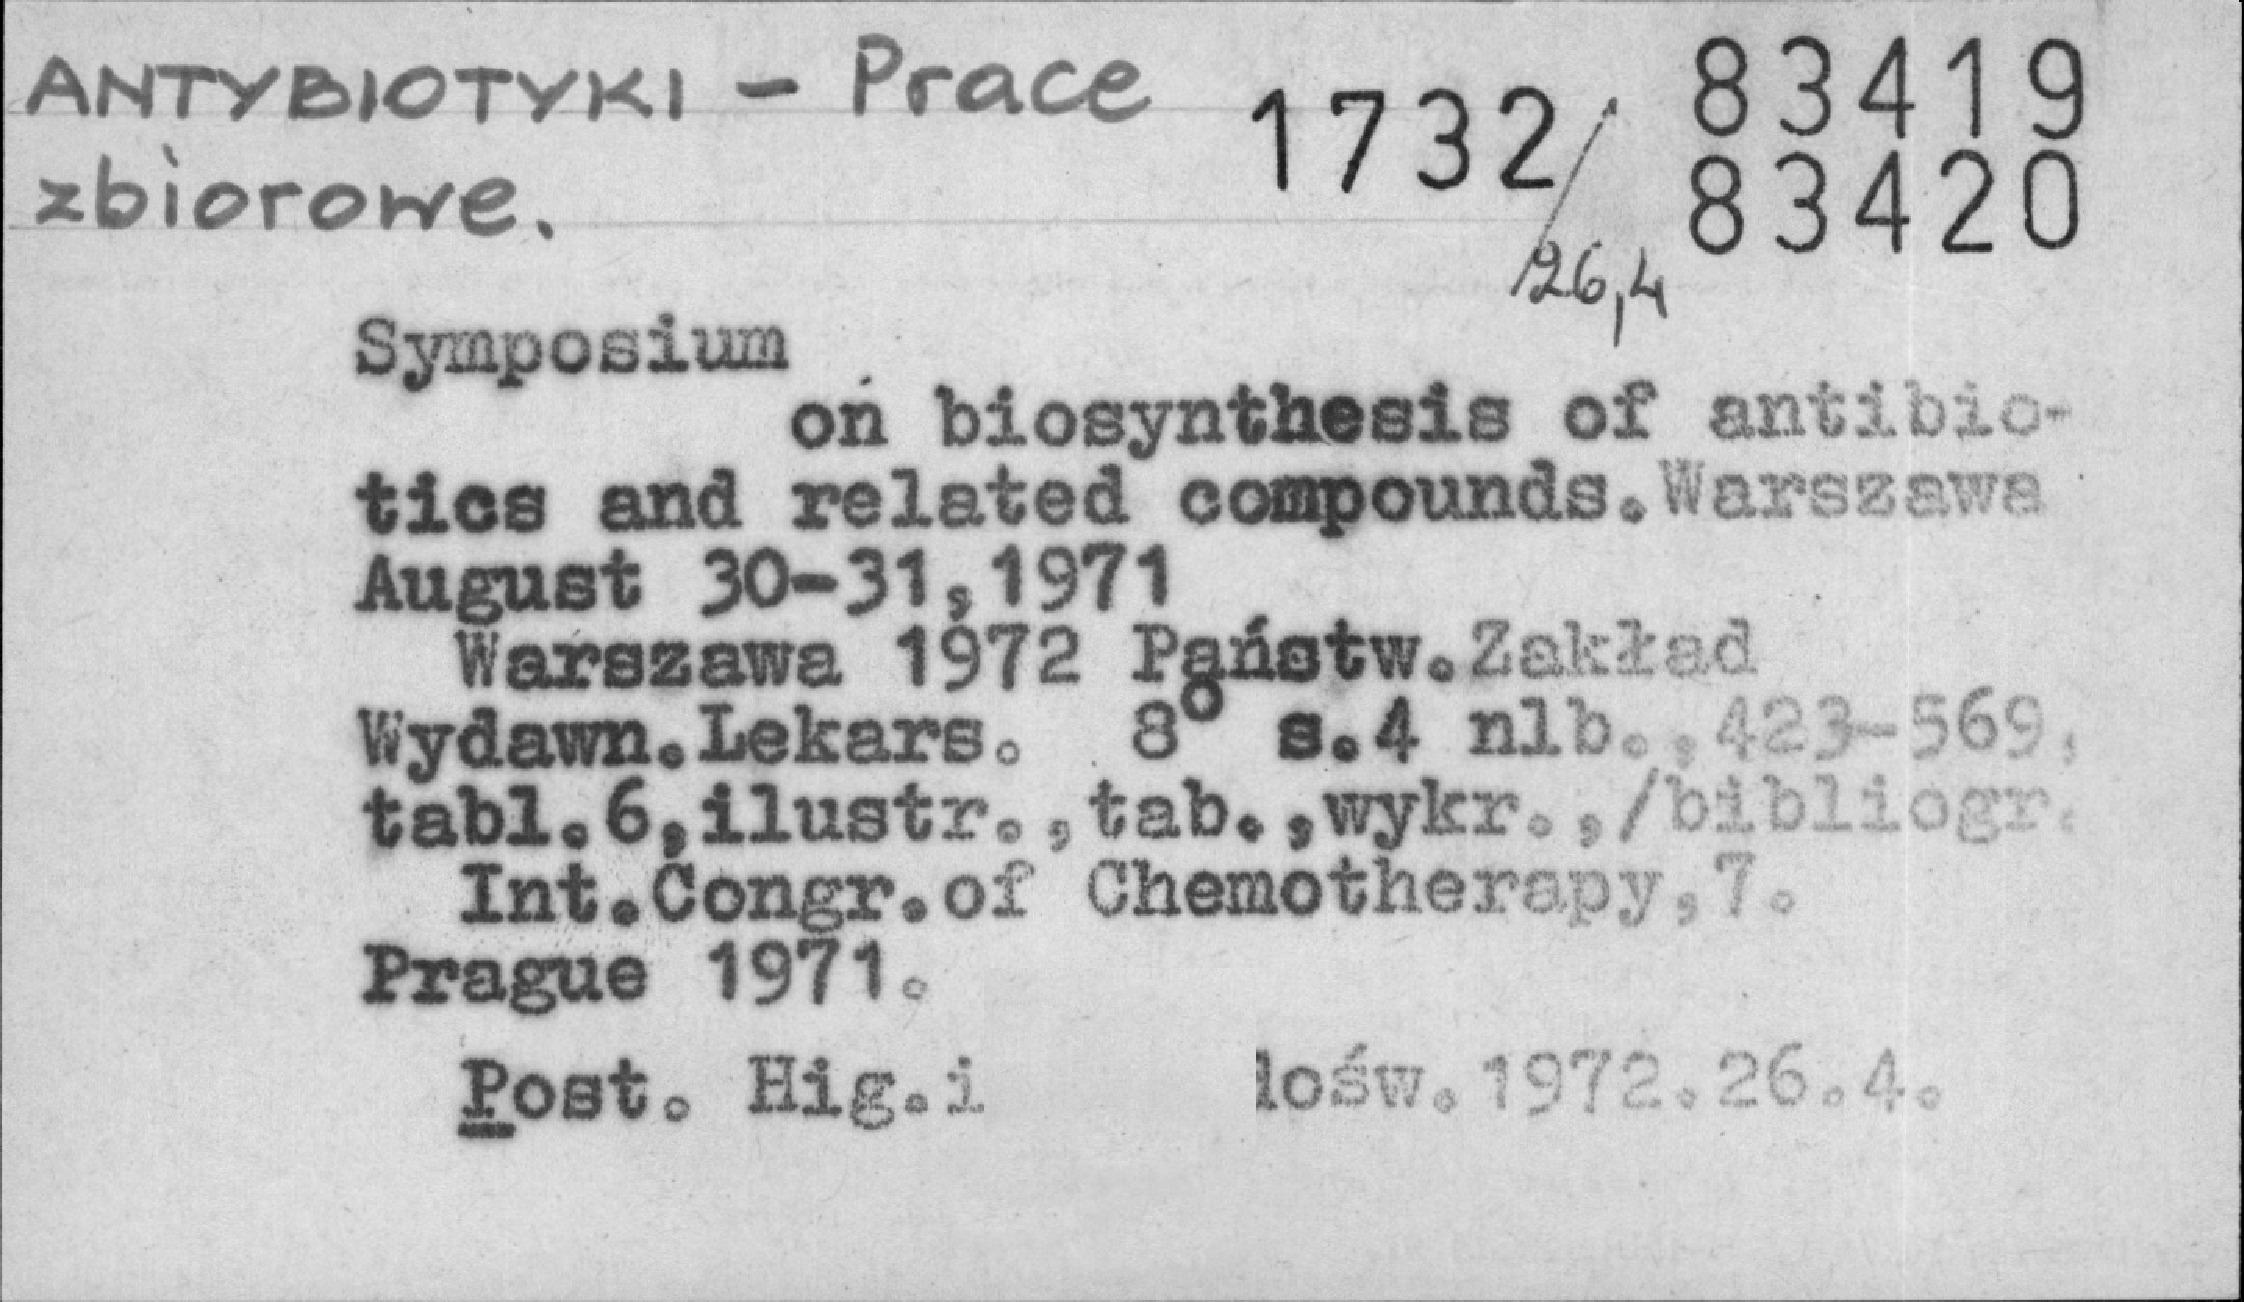 ANTYBIOTYKI - Prace
zbiorowe.
1732/26,4
83419
83420
Symposium
on biosynthesis of antibio-
tics and related compounds.Warszawa
August 30-31,1971
Warszawa 1972 Państw.Zakład
Wydawn.Lekars. 8° s.4 nlb.,423-569,
tabl.6,ilustr.,tab.,wykr.,/bibliogr.
Int.Congr.of Chemotherapy,7.
Prague 1971.
Post. Hig.i dośw.1972.26.4.